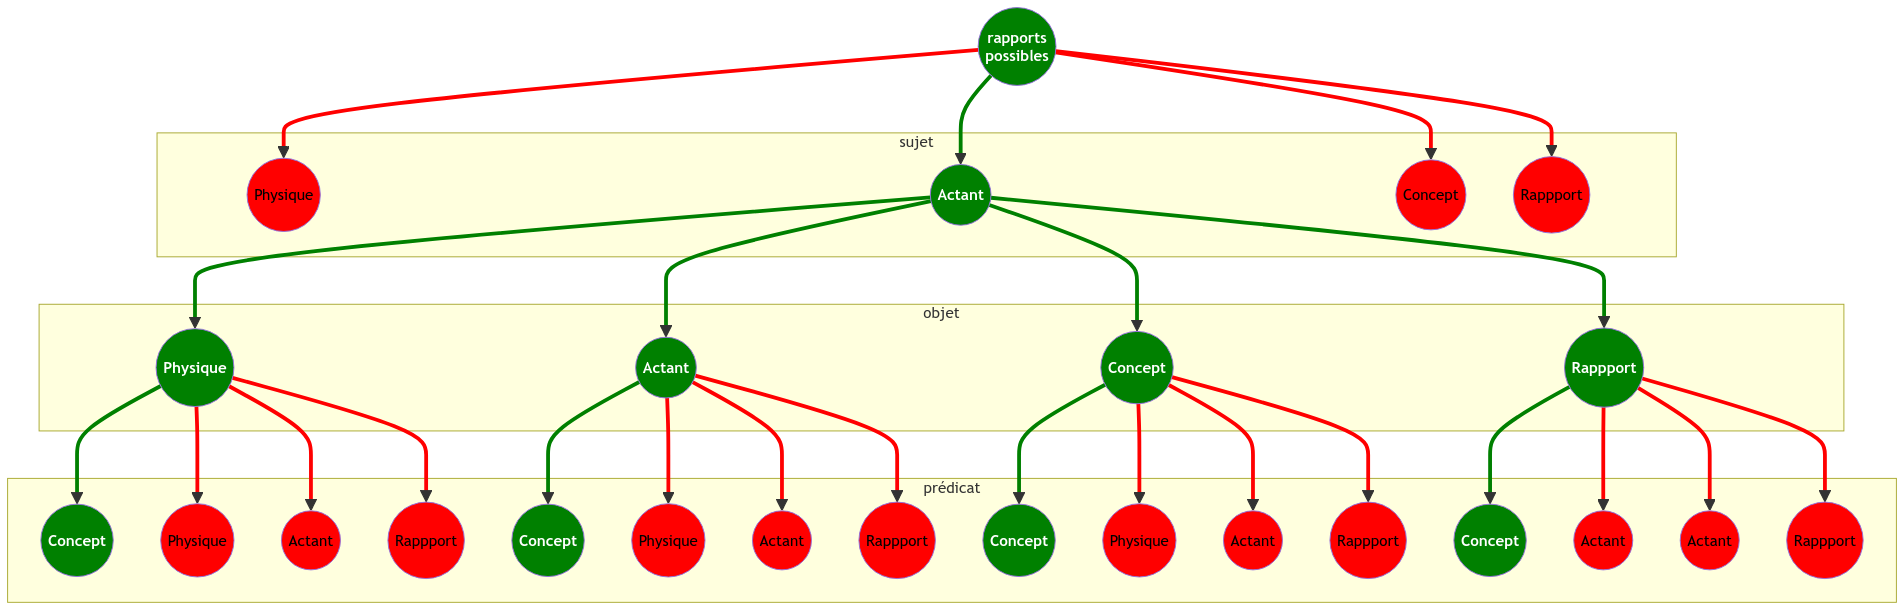 rapports
possibles
sujet
Physique
Actant
Concept
Rappport
objet
Physique
Actant
Concept
Rappport
prédicat
Concept
Physique
Actant
Rappport
Concept
Physique
Actant
Rappport
Concept
Physique
Actant
Rappport
Concept
Actant
Actant
Rappport